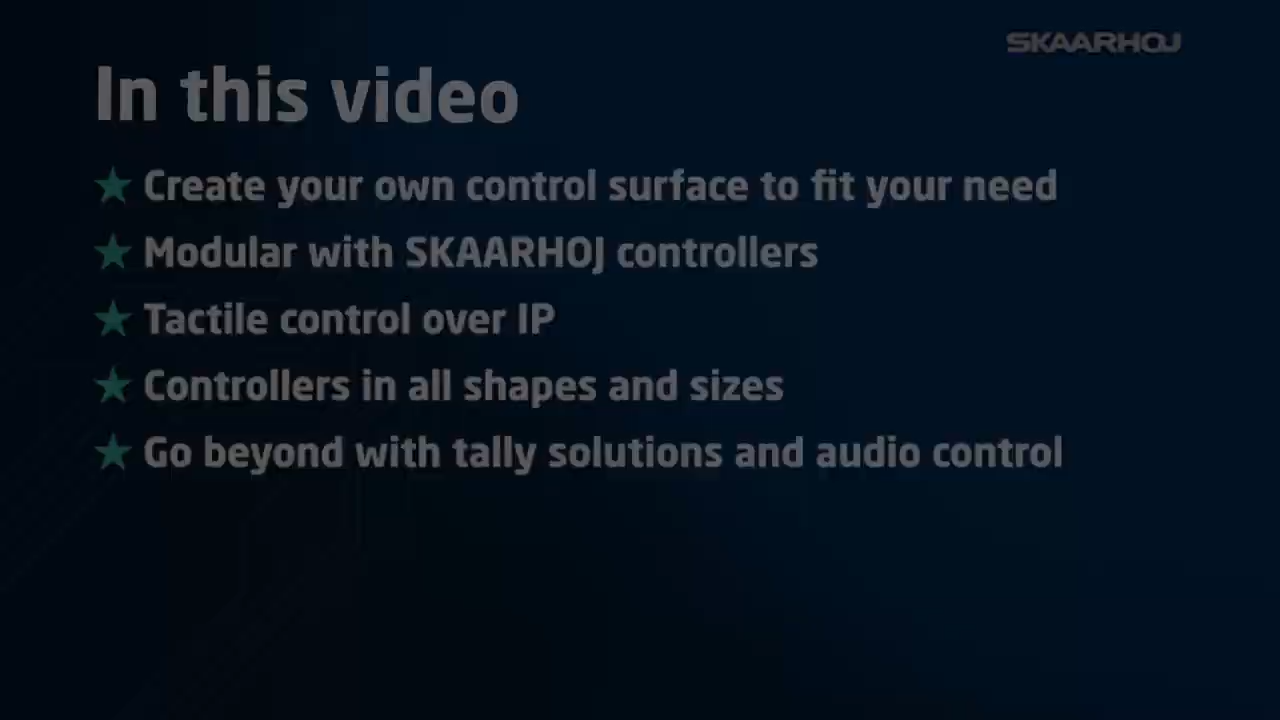 SKAARHOJ
In this video
Create your own control surface to fit your need
Modular with SKAARHOJ controllers
Tactile control over IP
Controllers in all shapes and sizes
Go beyond with tally solutions and audio control